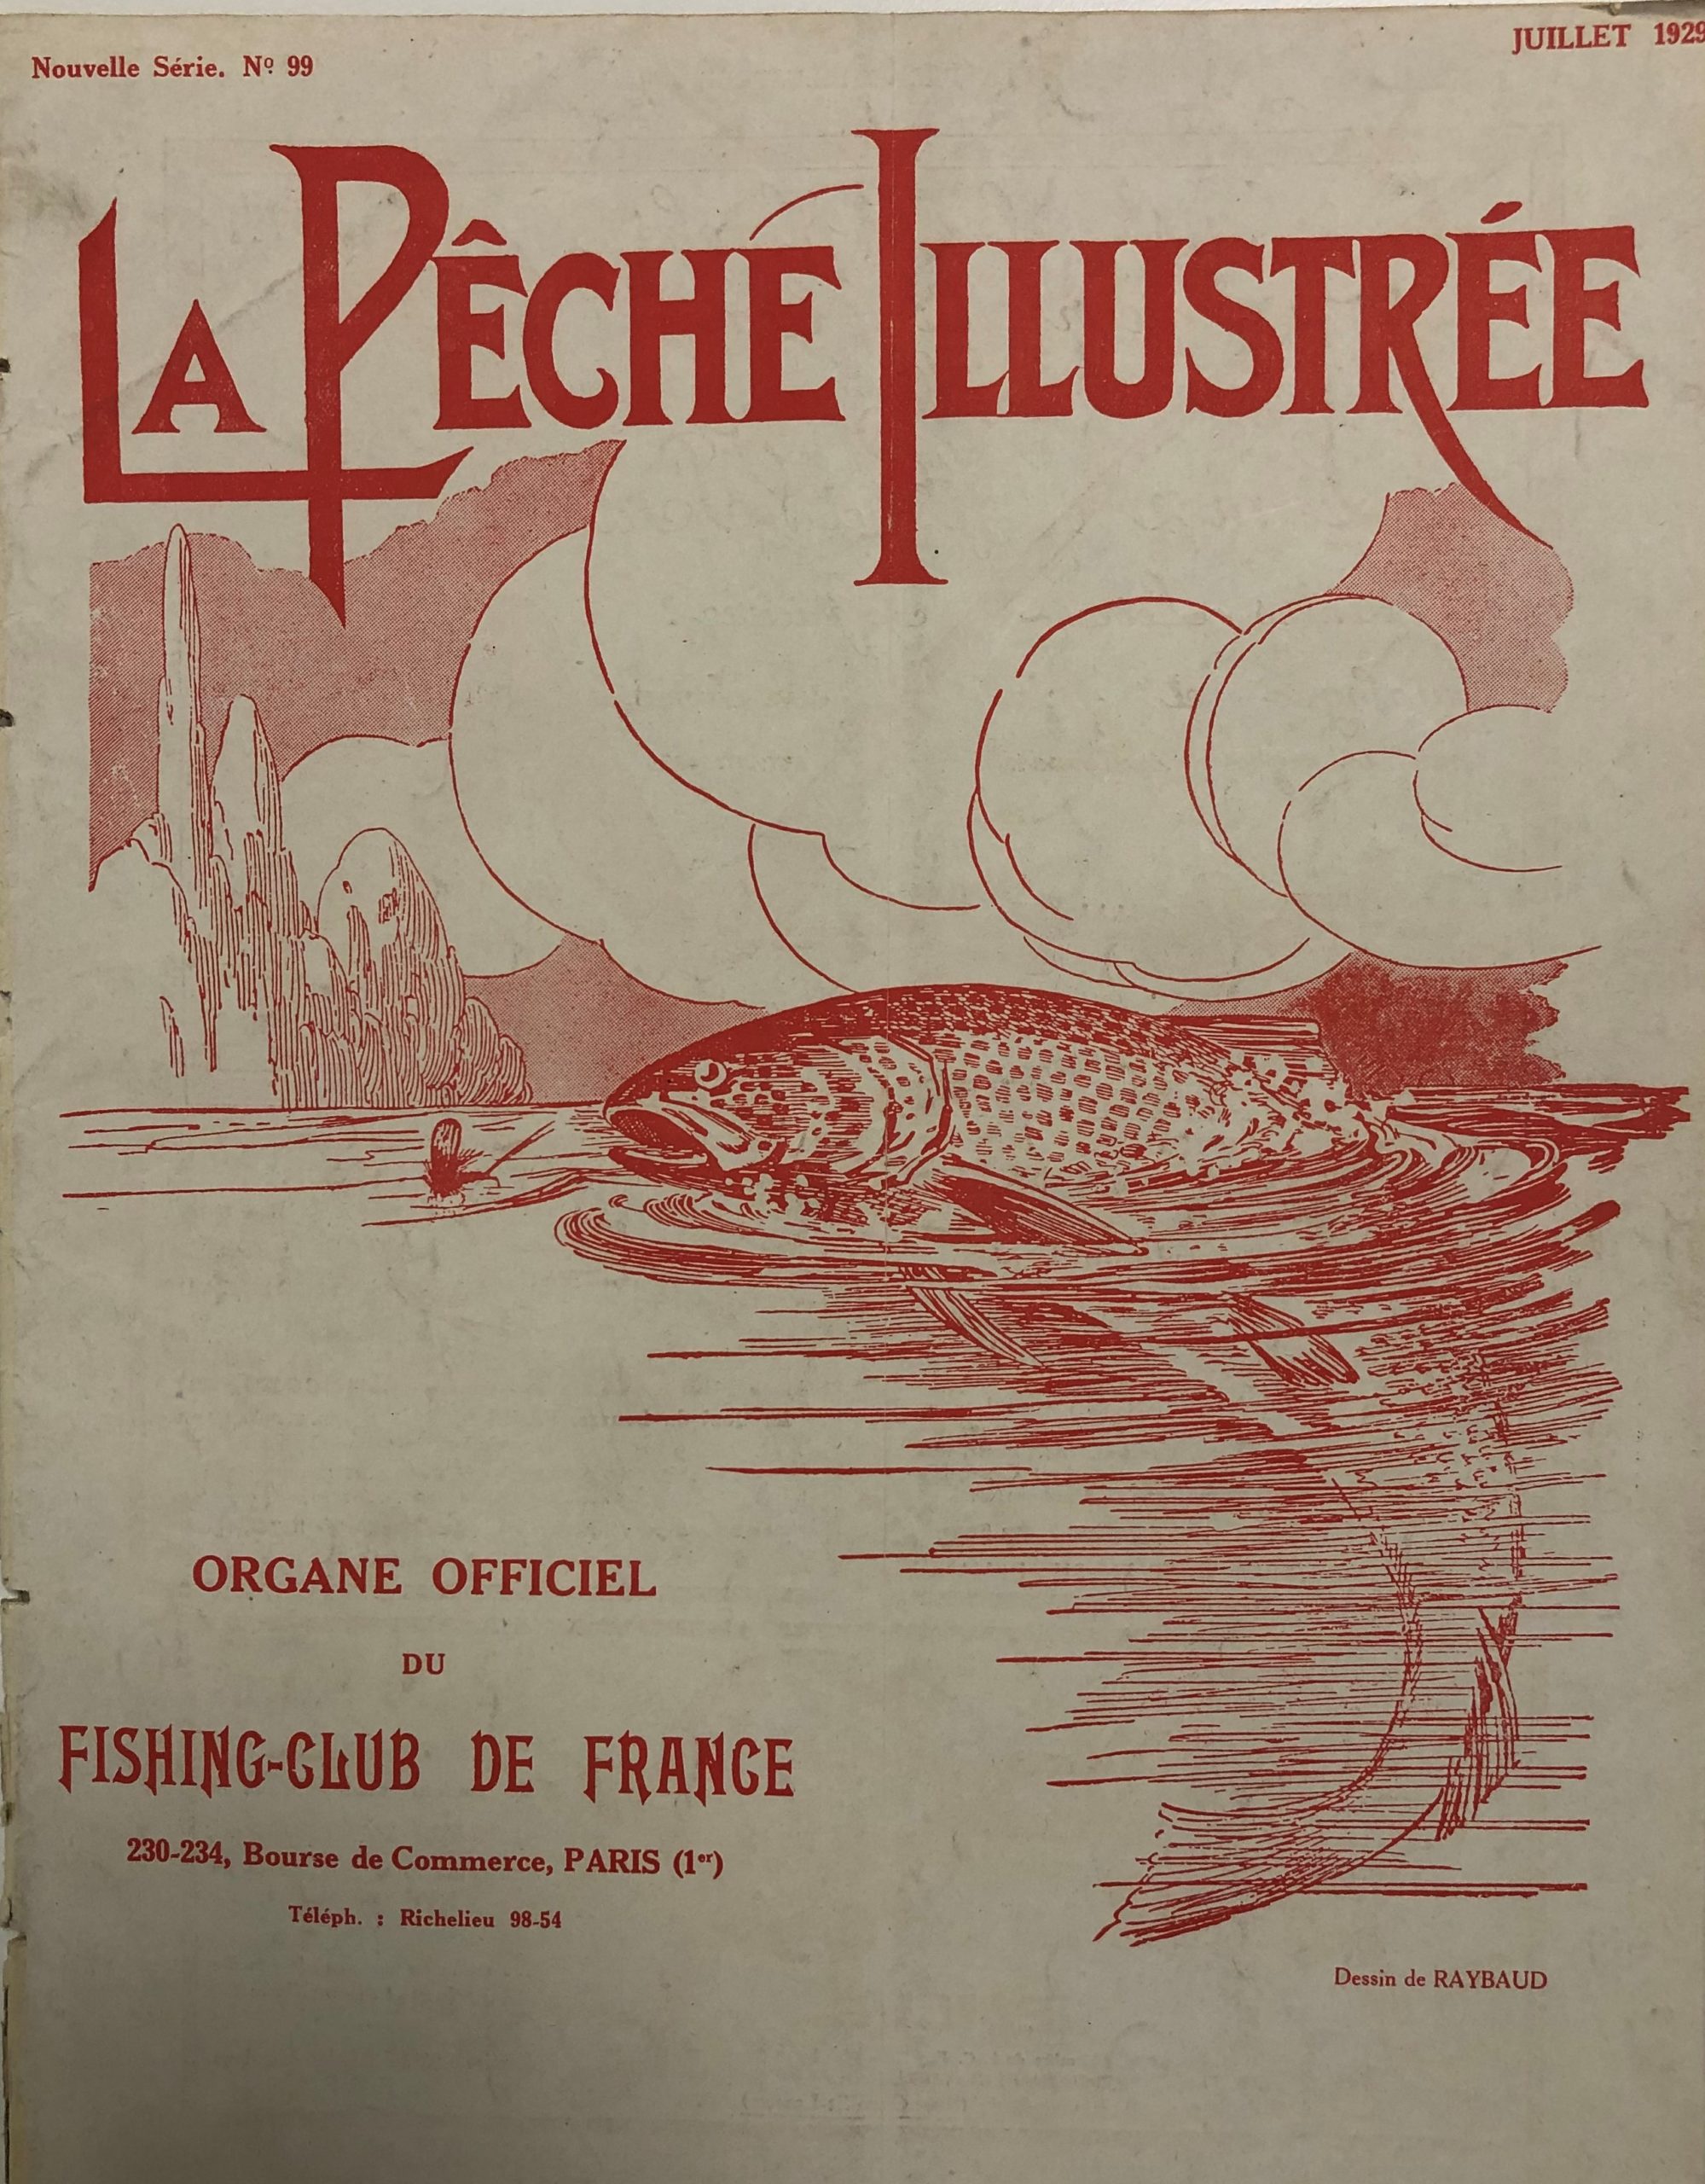 Nouvelle Série. Nº 99
JUILLET 1929
LA PÊCHE ILLUSTRÉE
ORGANE OFFICIEL
DU
FISHING-CLUB DE FRANCE
230-234, Bourse de Commerce, PARIS (1er)
Téléph. : Richelieu 98-54
Dessin de RAYBAUD